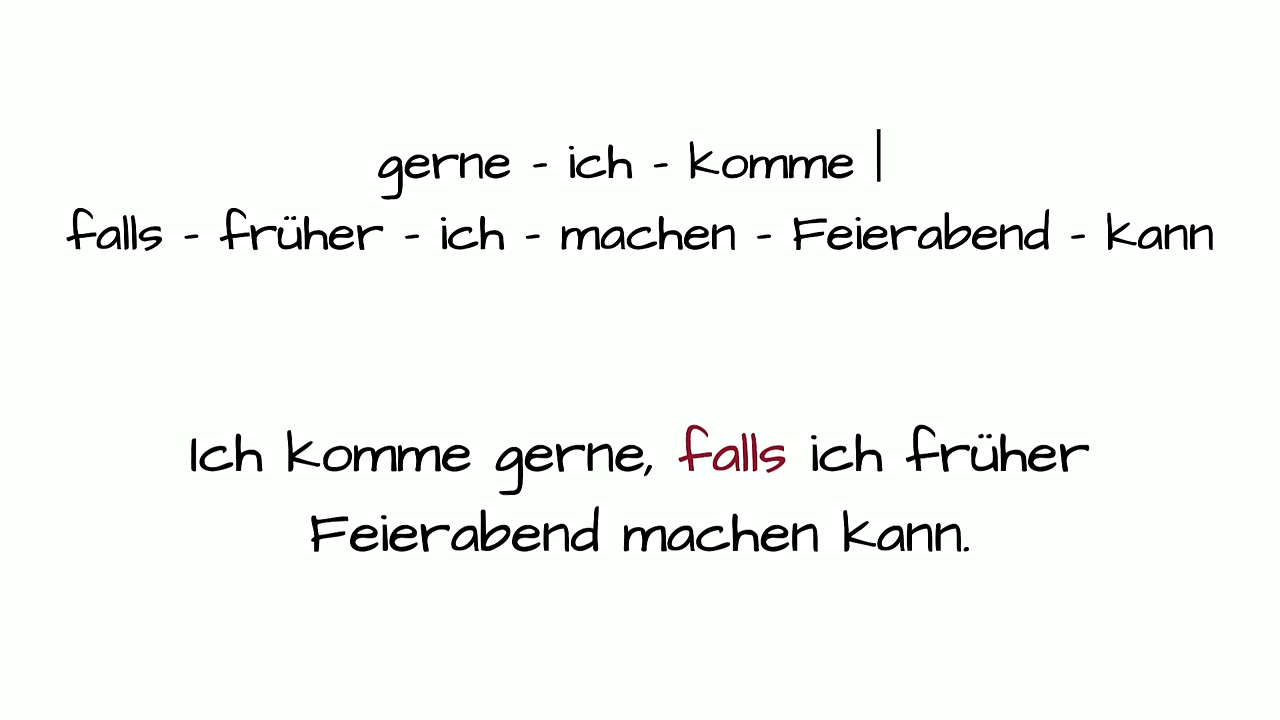 gerne - ich - komme |
falls - früher - ich - machen - Feierabend - kann
Ich komme gerne, falls ich früher
Feierabend machen kann.